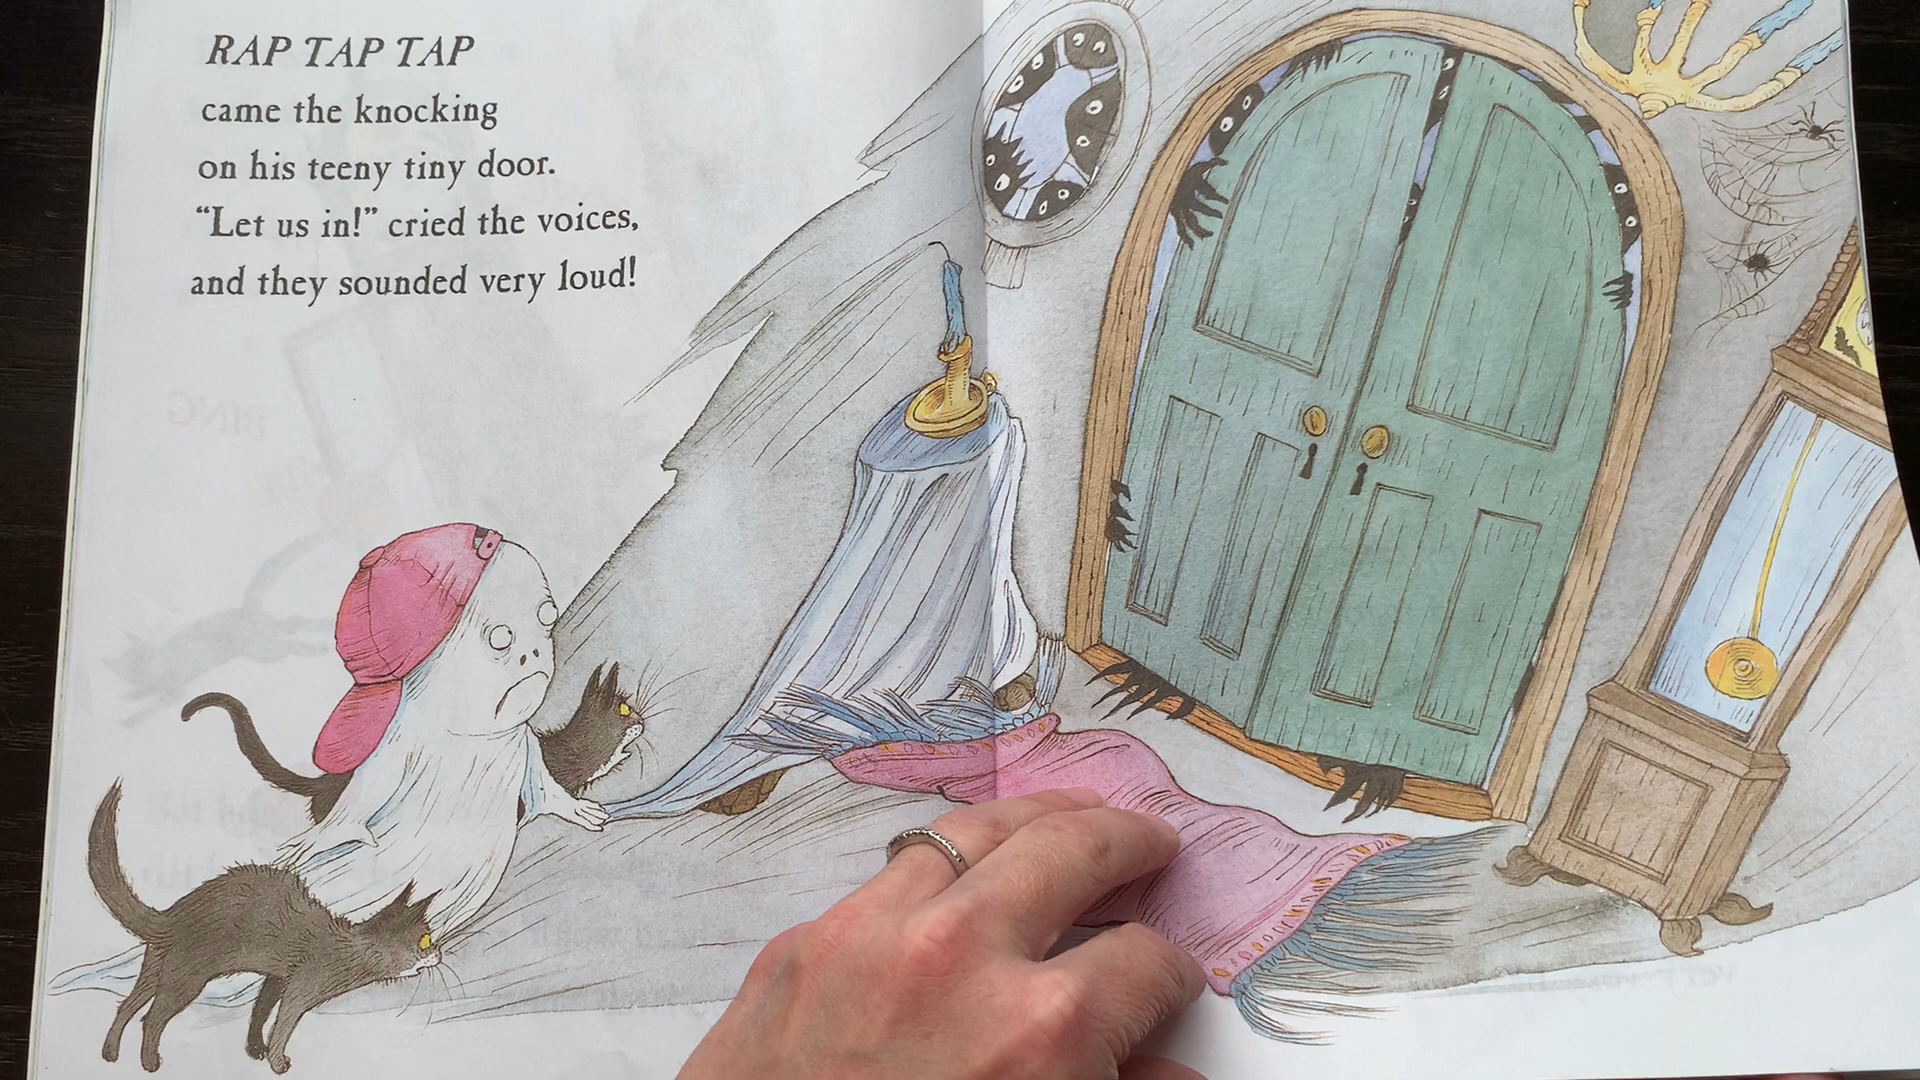 RAP TAP TAP
came the knocking
on his teeny tiny door.
“Let us in!” cried the voices,
and they sounded very loud!